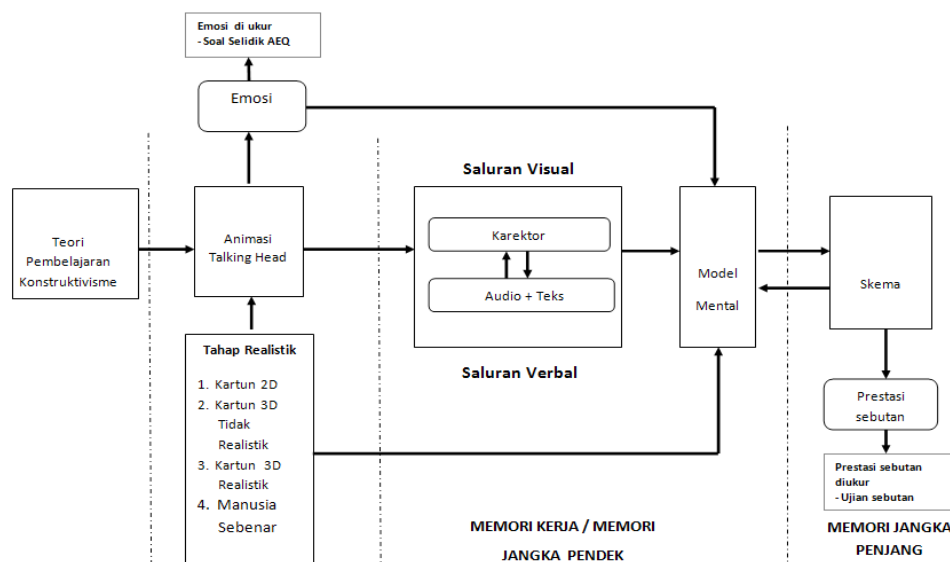 Emosi di ukur
- Soal Selidik AEQ
Emosi
Saluran Visual
Teori
Pembelajaran
Konstruktivisme
Animasi
Talking Head
Karektor
Audio + Teks
Model
Mental
Skema
Saluran Verbal
Tahap Realistik
1. Kartun 2D
2. Kartun 3D
Tidak
Realistik
3. Kartun 3D
Realistik
4. Manusia
Sebenar
Prestasi
sebutan
Prestasi sebutan
diukur
- Ujian sebutan
MEMORI KERJA / MEMORI
JANGKA PENDEK
MEMORI JANGKA
PENJANG